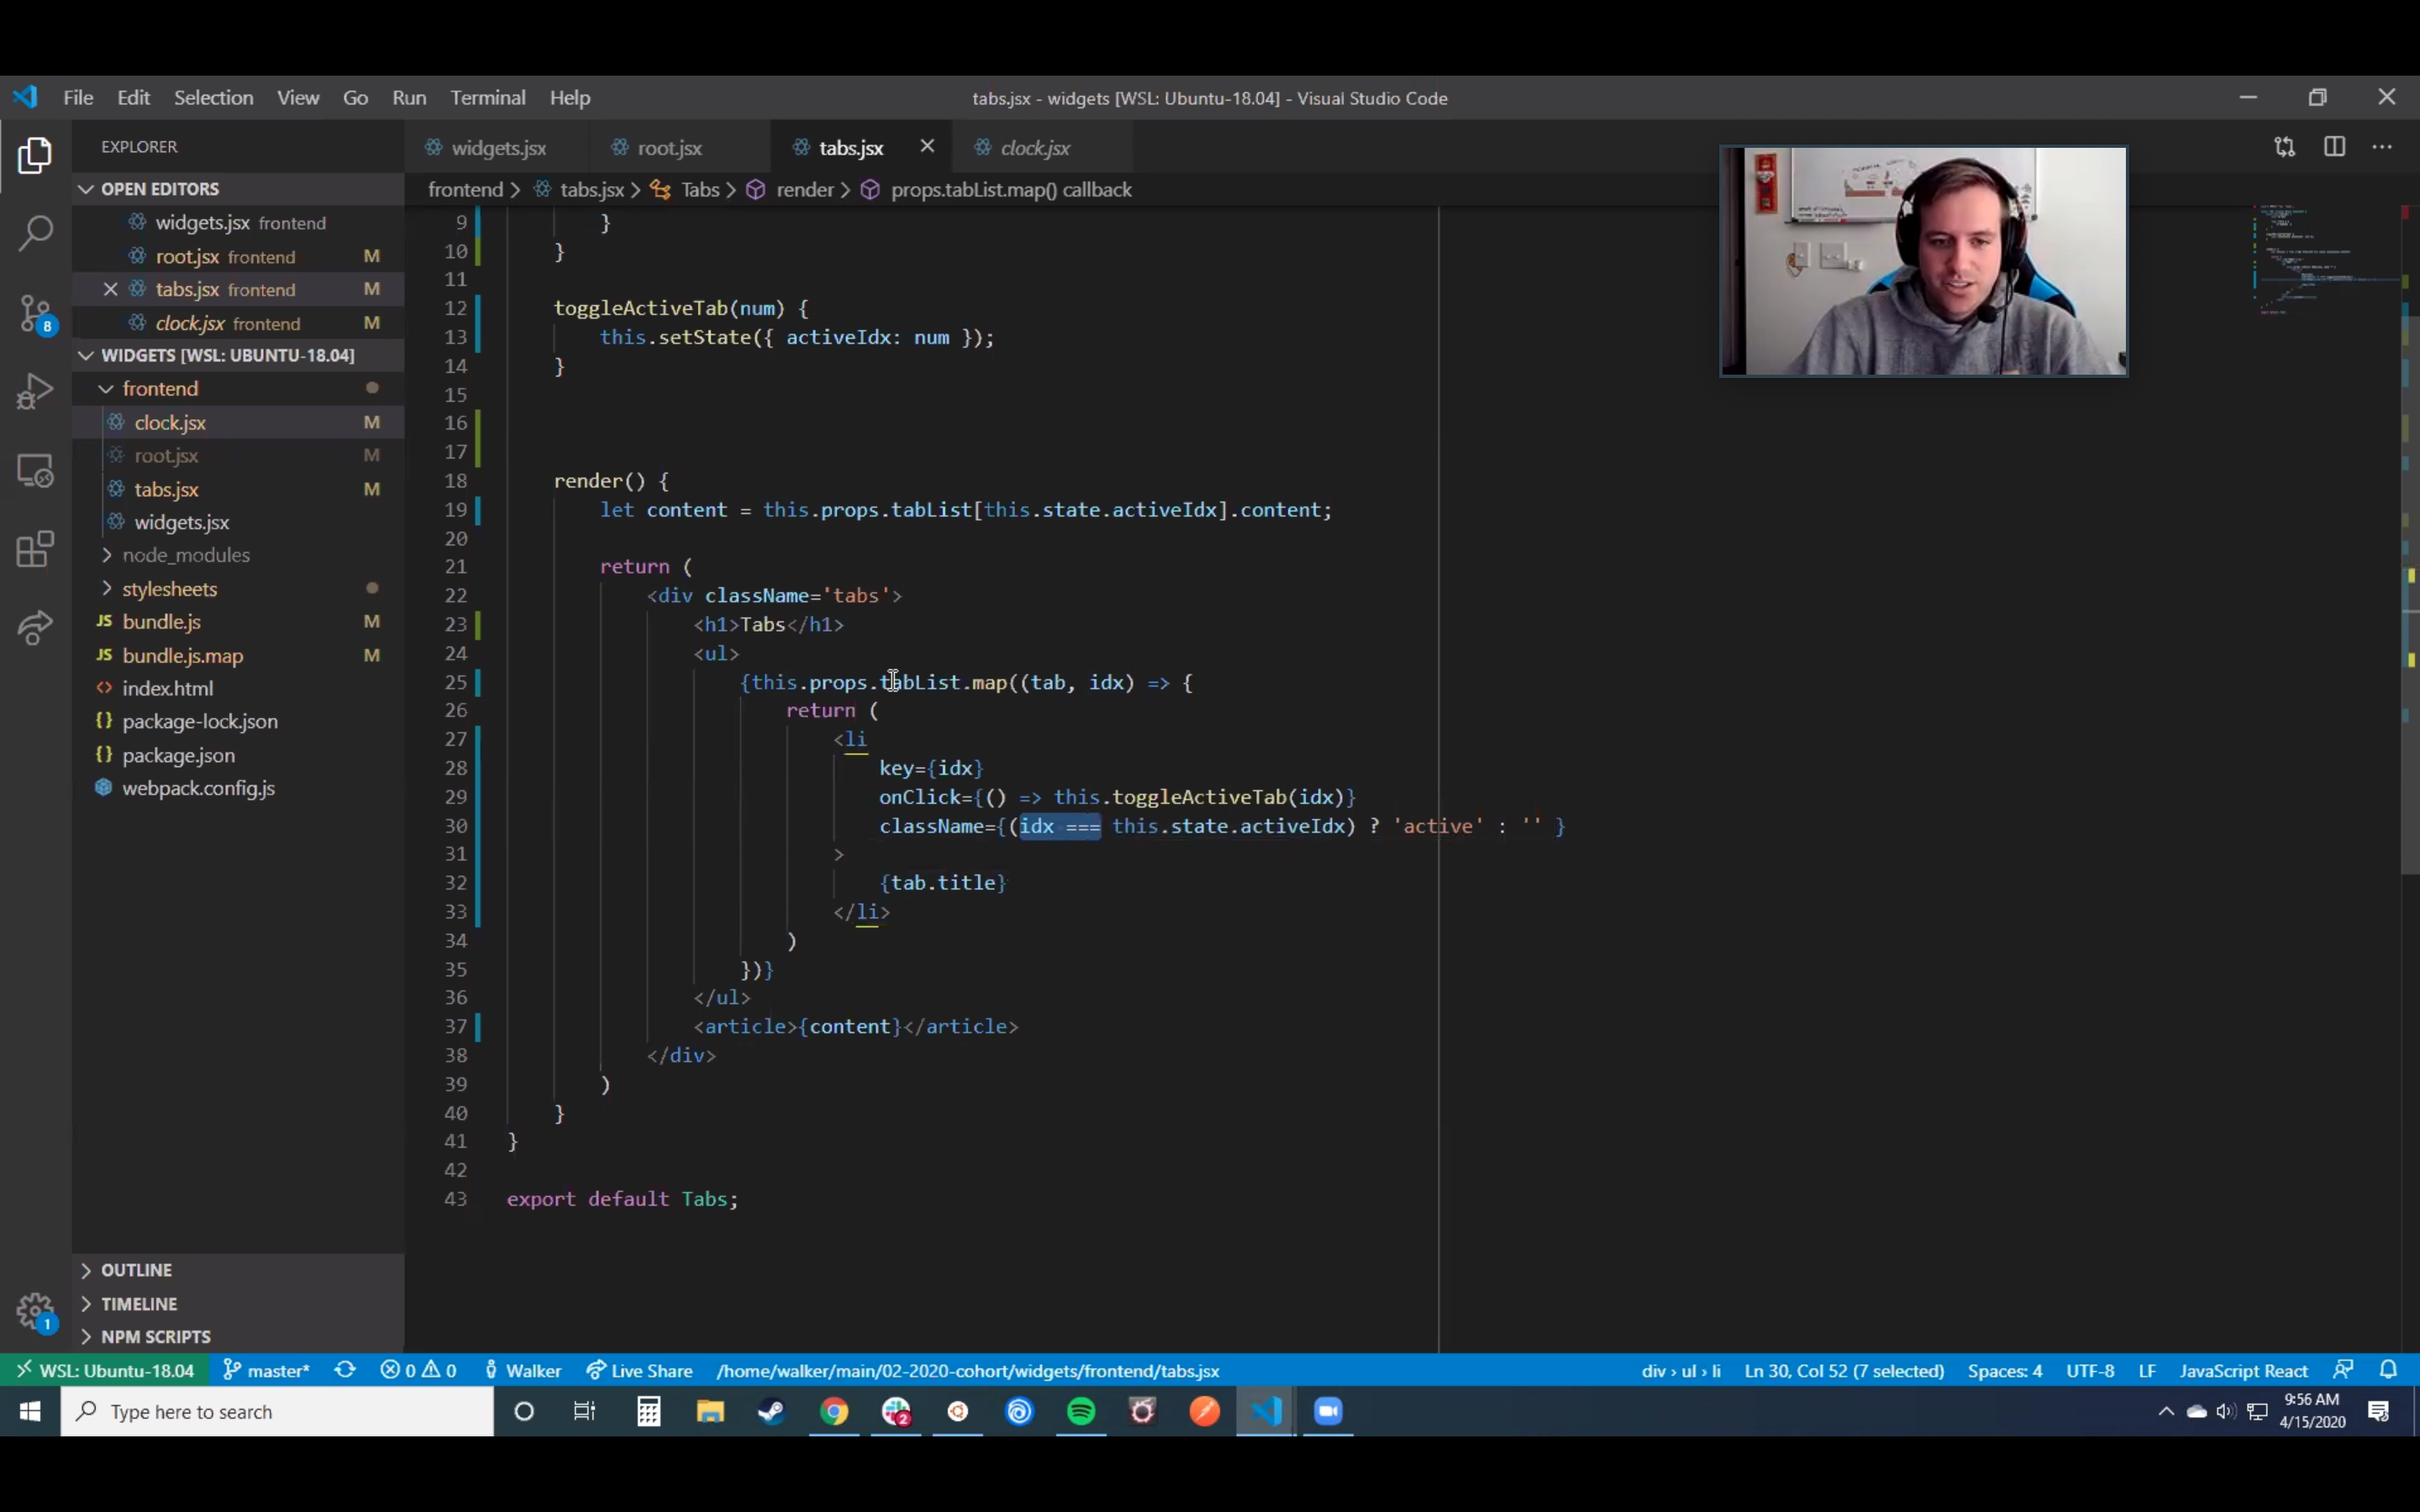 File Edit Selection View Go Run Terminal Help
tabs.jsx - widgets [WSL: Ubuntu-18.04] - Visual Studio Code
EXPLORER
widgets.jsx root.jsx tabs.jsx clock.jsx
OPEN EDITORS
frontend > tabs.jsx > Tabs > render > props.tabList.map() callback
widgets.jsx frontend
root.jsx frontend M
tabs.jsx frontend M
clock.jsx frontend M
WIDGETS [WSL: UBUNTU-18.04]
frontend
clock.jsx M
root.jsx M
tabs.jsx M
widgets.jsx
node_modules
stylesheets
JS bundle.js M
JS bundle.js.map M
<> index.html
{} package-lock.json
{} package.json
webpack.config.js
OUTLINE
TIMELINE
NPM SCRIPTS
8
1
9 }
10 }
11
12 toggleActiveTab(num) {
13 this.setState({ activeIdx: num });
14 }
15
16
17
18 render() {
19 let content = this.props.tabList[this.state.activeIdx].content;
20
21 return (
22 <div className='tabs'>
23 <h1>Tabs</h1>
24 <ul>
25 {this.props.tabList.map((tab, idx) => {
26 return (
27 <li
28 key={idx}
29 onClick={() => this.toggleActiveTab(idx)}
30 className={(idx === this.state.activeIdx) ? 'active' : '' }
31 >
32 {tab.title}
33 </li>
34 )
35 })}
36 </ul>
37 <article>{content}</article>
38 </div>
39 )
40 }
41 }
42
43 export default Tabs;
WSL: Ubuntu-18.04 master* 0 0 Walker Live Share /home/walker/main/02-2020-cohort/widgets/frontend/tabs.jsx div › ul › li Ln 30, Col 52 (7 selected) Spaces: 4 UTF-8 LF JavaScript React
Type here to search
2
9:56 AM
4/15/2020